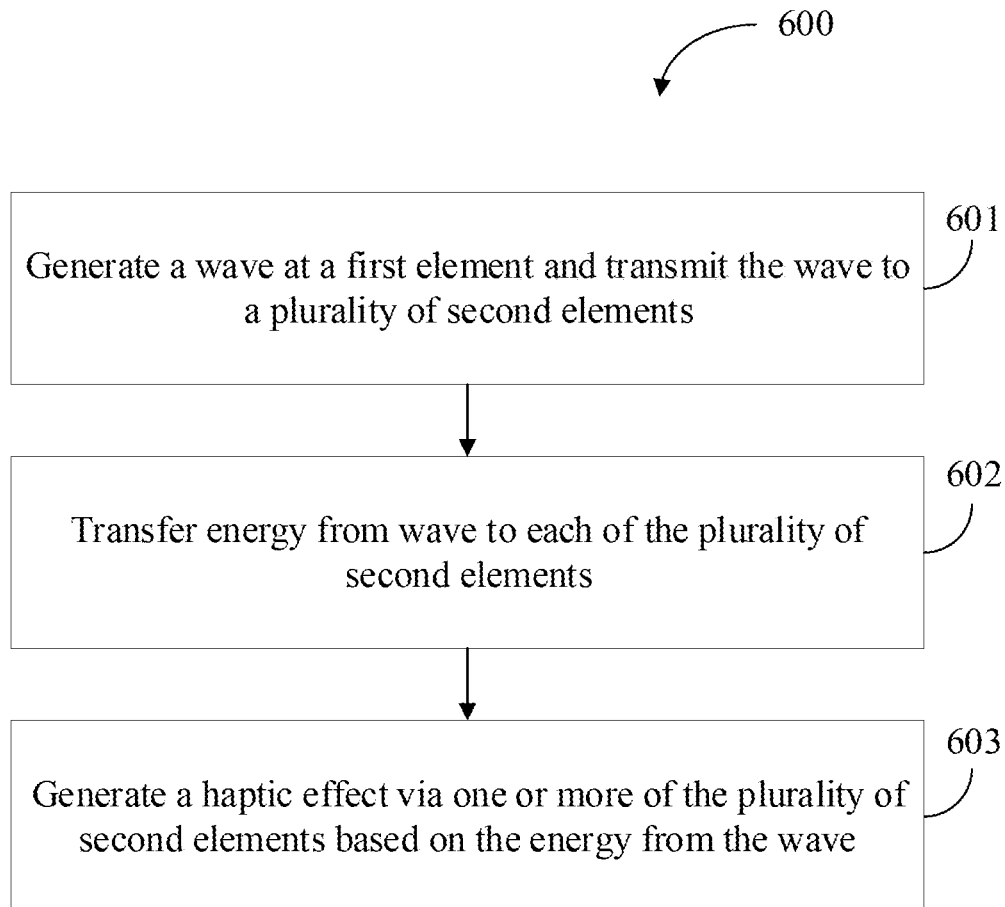 600
601
Generate a wave at a first element and transmit the wave to
a plurality of second elements
602
Transfer energy from wave to each of the plurality of
second elements
603
Generate a haptic effect via one or more of the plurality of
second elements based on the energy from the wave